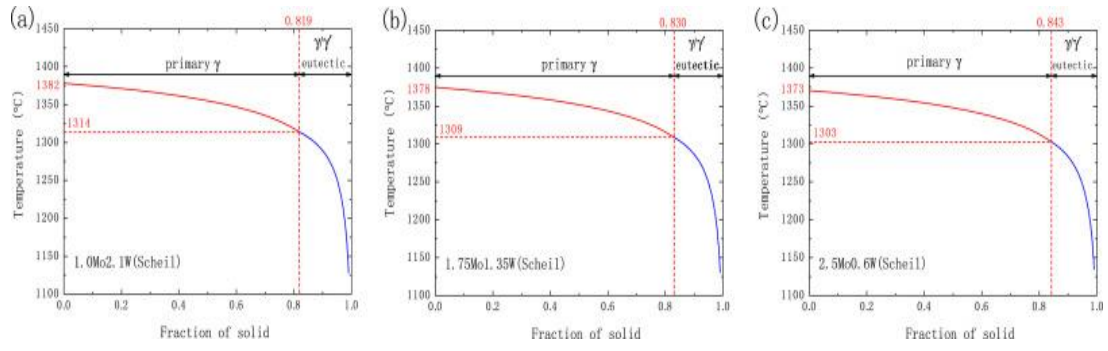 (a)
0.819
1450
γ/γ'
1400
primary γ
eutectic
1382
1350
1314
1300
1250
1200
1150
1.0Mo2.1W(Scheil)
1100
0.0 0.2 0.4 0.6 0.8 1.0
Temperature (°C)
Fraction of solid
(b)
0.830
1450
1400
primary γ
eutectic
1378
1350
1309
1300
1250
1200
1150
1.75Mo1.35W(Scheil)
1100
0.0 0.2 0.4 0.6 0.8 1.0
Temperature (°C)
Fraction of solid
(c)
0.843
1450
1400
primary γ
eutectic
1373
1350
1303
1300
1250
1200
1150
2.5Mo0.6W(Scheil)
1100
0.0 0.2 0.4 0.6 0.8 1.0
Temperature (°C)
Fraction of solid